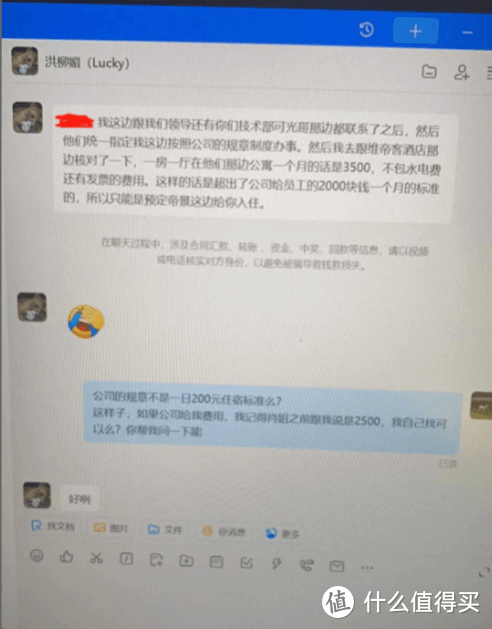 洪柳媚（Lucky）
我这边跟我们领导还有你们技术部可光哥那边都联系了之后，然后
他们统一指定我这边按照公司的规章制度办事。然后我去跟维帝客酒店那
边核对了一下，一房一厅在他们那边公寓一个月的话是3500，不包水电费
还有发票的费用。这样的话是超出了公司给员工的2000块钱一个月的标准
的，所以只能是预定帝景这边给你入住。
在聊天过程中，涉及合同汇款、转账、资金、中奖、回款等信息，请以视频
或电话核实对方身份，以避免被骗导致钱款损失。
公司的规章不是一日200元住宿标准么？
这样子，如果公司给我费用，我记得肖姐之前跟我说是2500，我自己找可
以么？你帮我问一下能
已读
好啊
找文档
图片
文件
@消息
更多
值 什么值得买